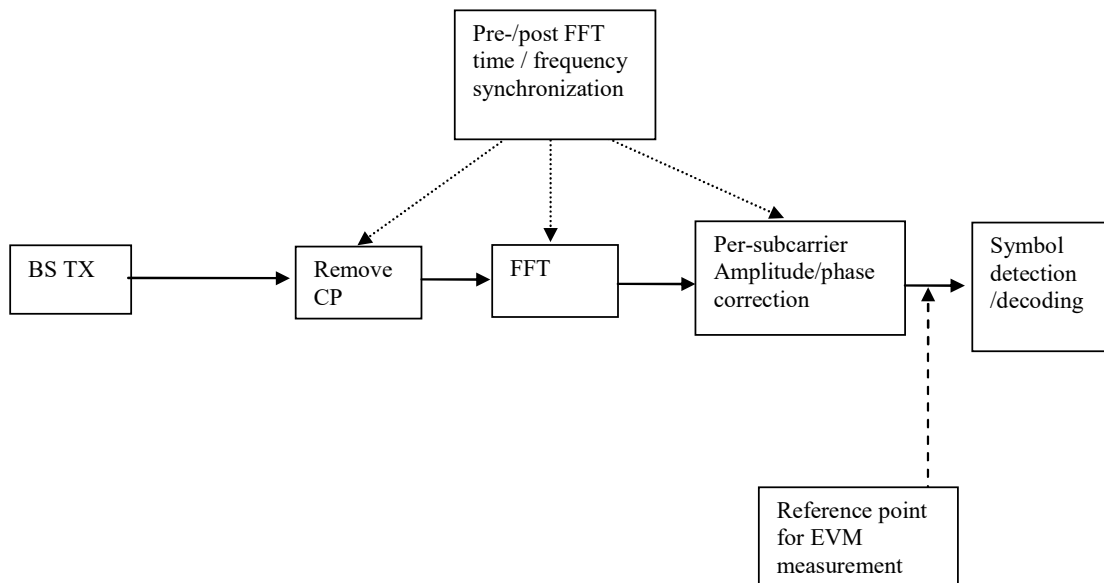 Pre-/post FFT
time / frequency
synchronization
BS TX
Remove
CP
FFT
Per-subcarrier
Amplitude/phase
correction
Symbol
detection
/decoding
Reference point
for EVM
measurement